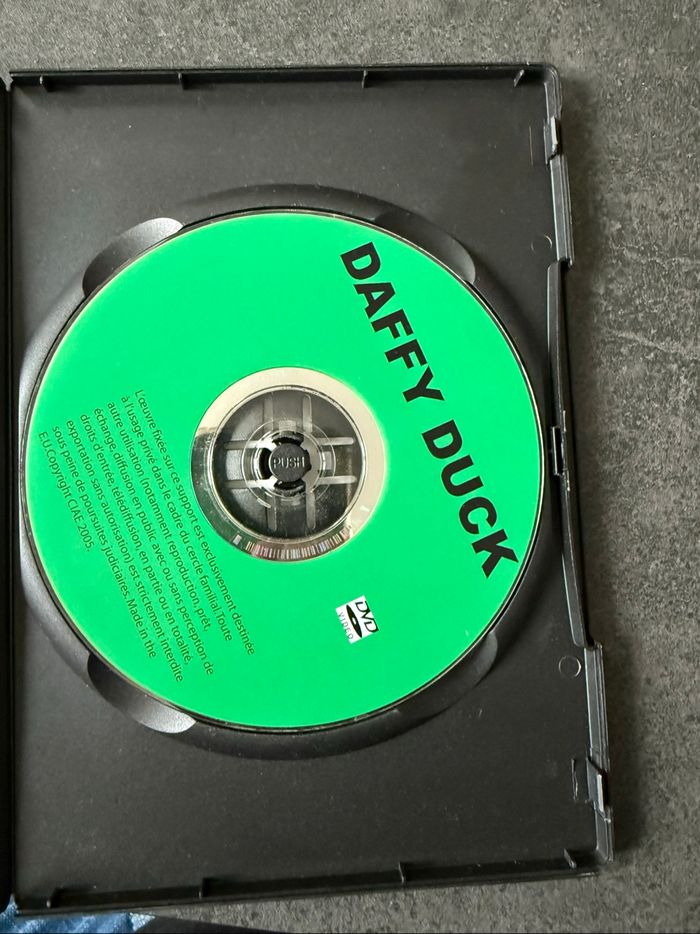 DAFFY DUCK
PUSH
DVD
VIDEO
L'œuvre fixée sur ce support est exclusivement destinée
à l'usage privé dans le cadre du cercle familial.Toute
autre utilisation (notamment reproduction, prêt,
échange, diffusion en public avec ou sans perception de
droits d'entrée, télédiffusion, en partie ou en totalité,
exportation sans autorisation) est strictement interdite
sous peine de poursuites judiciaires. Made in the
E.U.Copyright CIAE 2005.